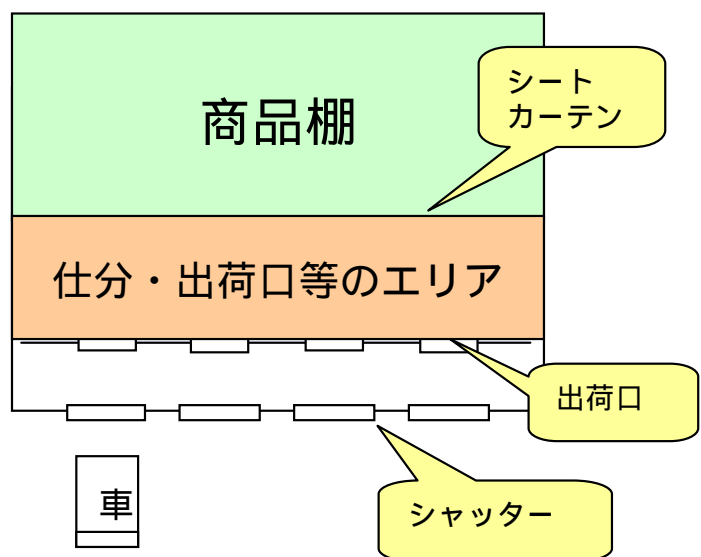 シート
カーテン
商品棚
仕分・出荷口等のエリア
出荷口
シャッター
車